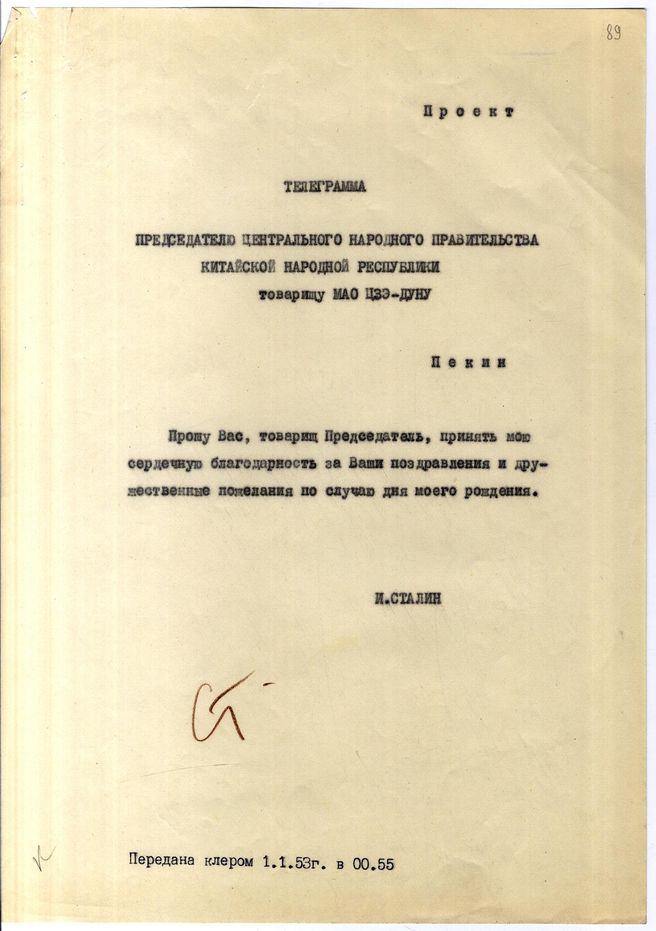 89
Проект
ТЕЛЕГРАММА
ПРЕДСЕДАТЕЛЮ ЦЕНТРАЛЬНОГО НАРОДНОГО ПРАВИТЕЛЬСТВА
КИТАЙСКОЙ НАРОДНОЙ РЕСПУБЛИКИ
товарищу МАО ЦЗЭ-ДУНУ
Пекин
Прошу Вас, товарищ Председатель, принять мою
сердечную благодарность за Ваши поздравления и дру-
жественные пожелания по случаю дня моего рождения.
И.СТАЛИН
Ст
Передана клером 1.1.53г. в 00.55